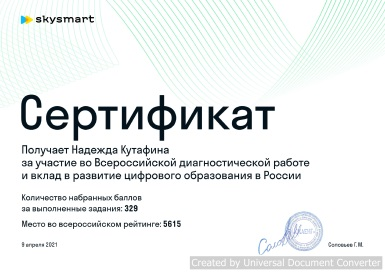 skysmart
Сертификат
Получает Надежда Кутафина
за участие во Всероссийской диагностической работе
и вклад в развитие цифрового образования в России
Количество набранных баллов
за выполненные задания: 329
Место во всероссийском рейтинге: 5615
9 апреля 2021
Соловьев Г. М.
Created by Universal Document Converter